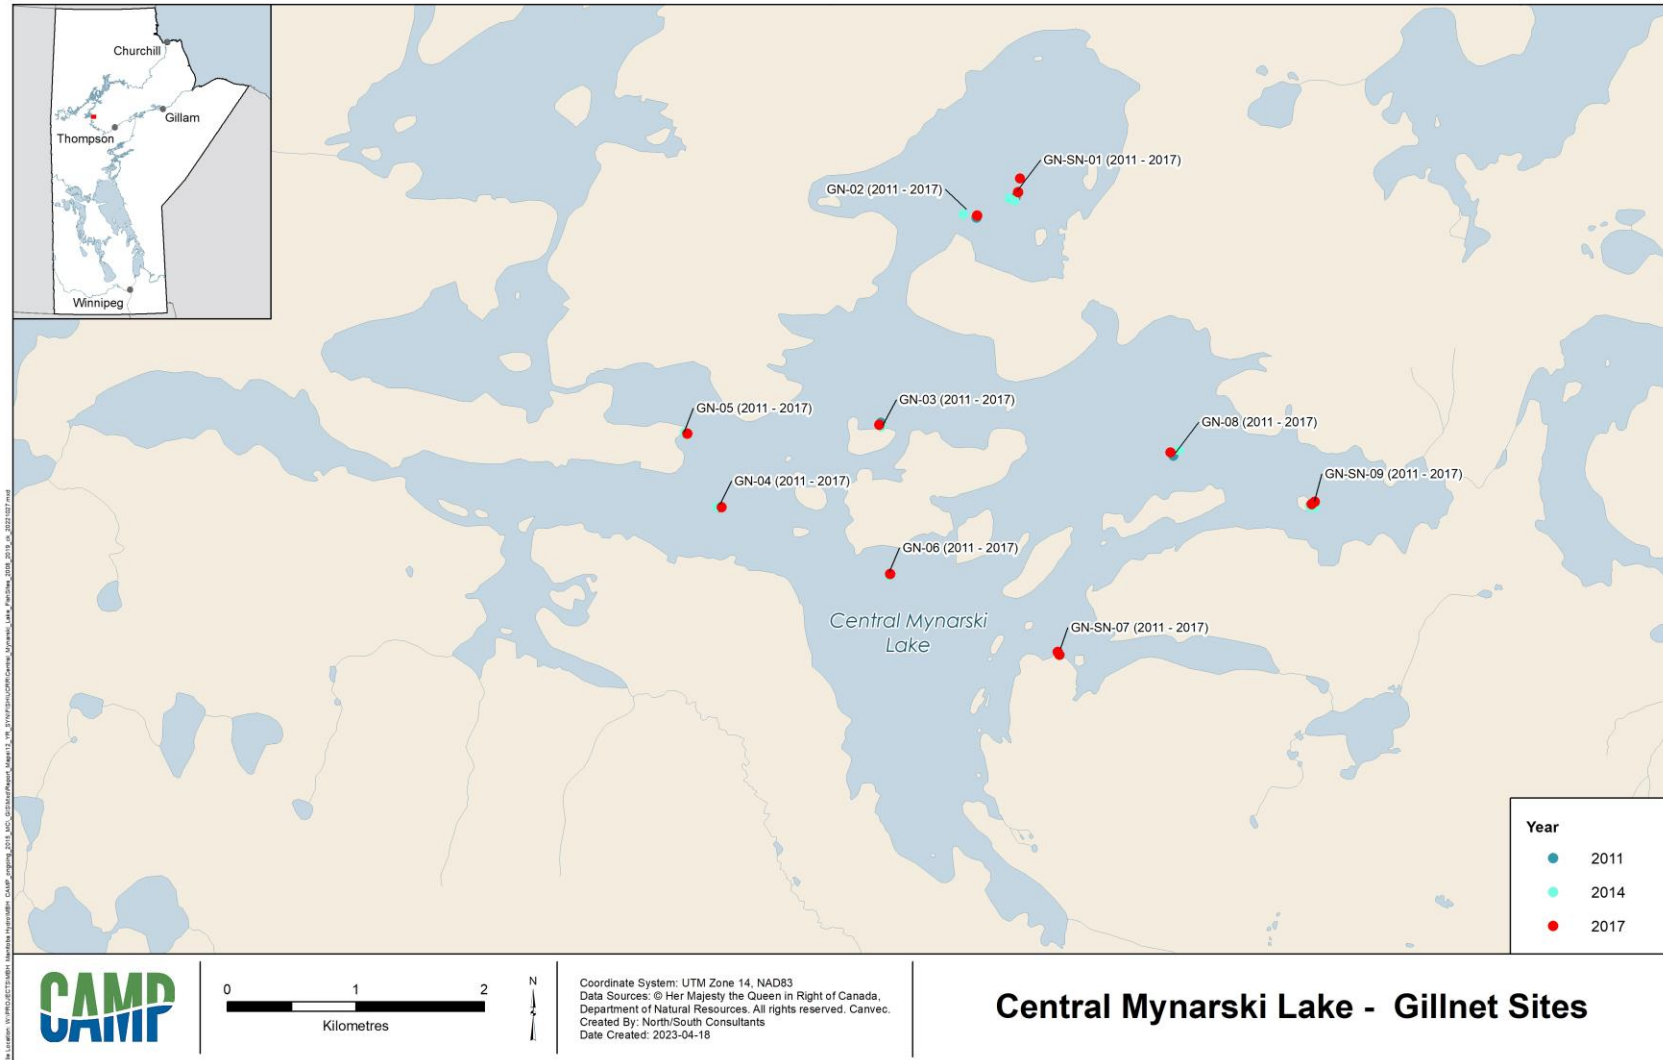 Churchill
Gillam
Thompson
Winnipeg
GN-SN-01 (2011 - 2017)
GN-02 (2011 - 2017)
GN-05 (2011 - 2017)
GN-03 (2011 - 2017)
GN-08 (2011 - 2017)
GN-SN-09 (2011 - 2017)
GN-04 (2011 - 2017)
GN-06 (2011 - 2017)
Central Mynarski
Lake
GN-SN-07 (2011 - 2017)
Year
2011
2014
2017
CAMP
0 1 2
Kilometres
N
Coordinate System: UTM Zone 14, NAD83
Data Sources: © Her Majesty the Queen in Right of Canada,
Department of Natural Resources. All rights reserved. Canvec.
Created By: North/South Consultants
Date Created: 2023-04-18
Central Mynarski Lake - Gillnet Sites